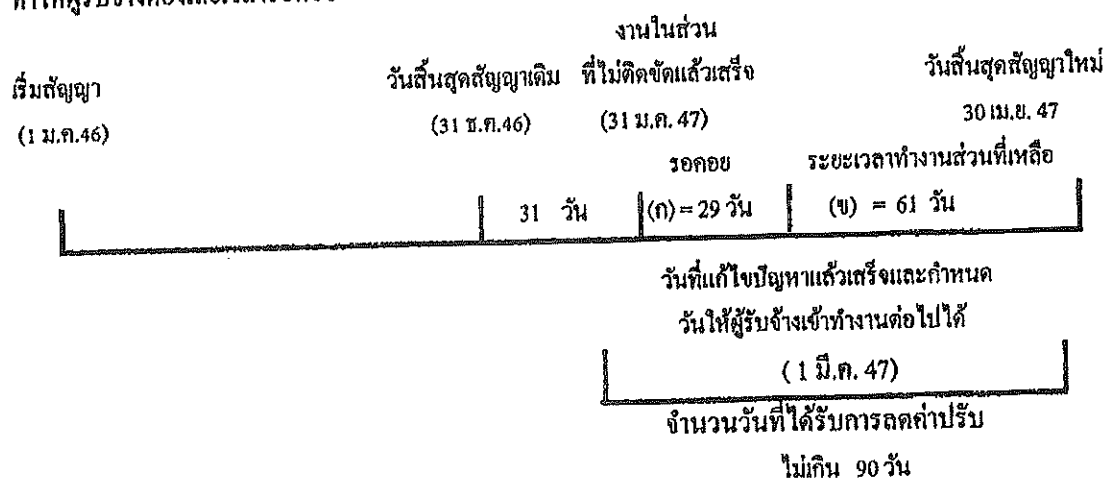 งานในส่วน
เริ่มสัญญา วันสิ้นสุดสัญญาเดิม ที่ไม่ติดขัดแล้วเสร็จ วันสิ้นสุดสัญญาใหม่
(1 ม.ค.46) (31 ธ.ค.46) (31 ม.ค. 47) 30 เม.ย. 47
รอคอย ระยะเวลาทำงานส่วนที่เหลือ
31 วัน (ก) = 29 วัน (ข) = 61 วัน
วันที่แก้ไขปัญหาแล้วเสร็จและกำหนด
วันให้ผู้รับจ้างเข้าทำงานต่อไปได้
( 1 มี.ค. 47)
จำนวนวันที่ได้รับการลดค่าปรับ
ไม่เกิน 90 วัน